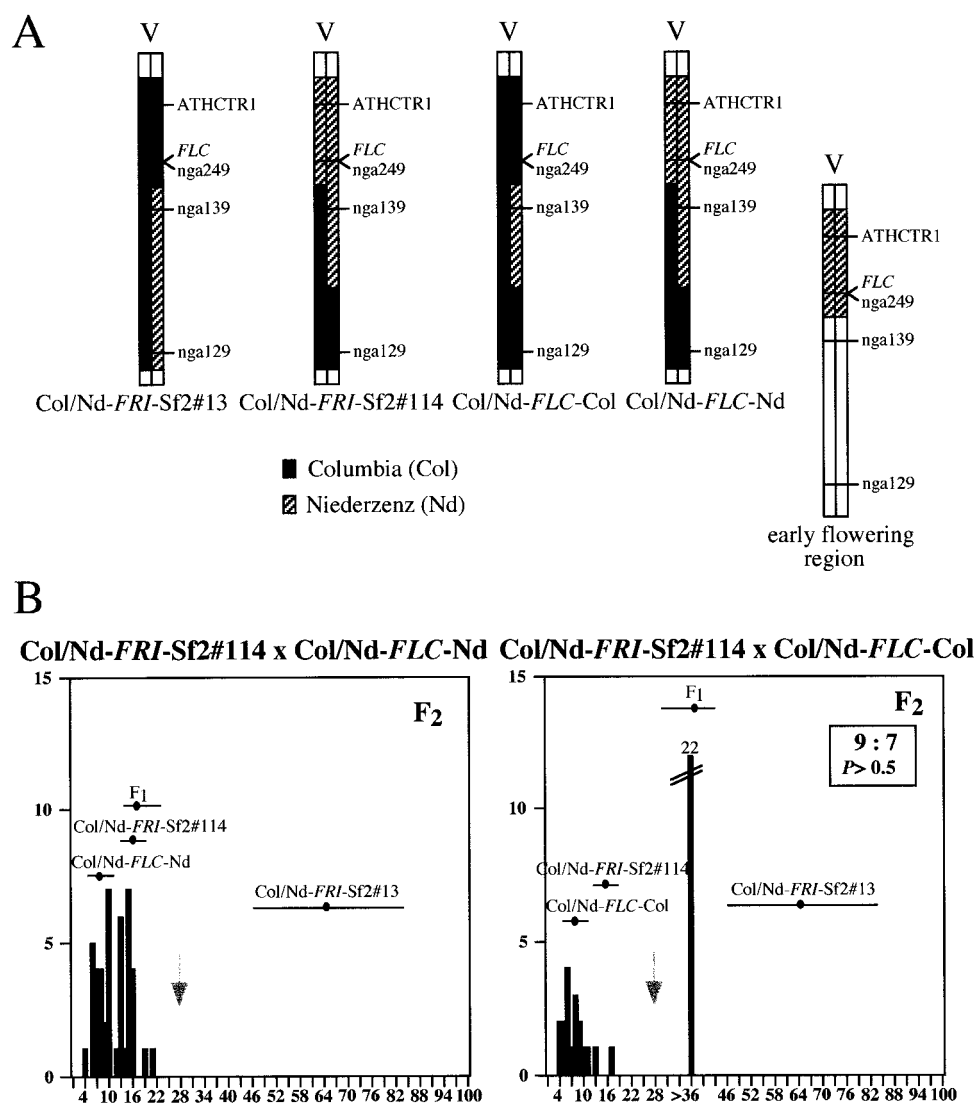 A
V V V V
ATHCTR1 ATHCTR1 ATHCTR1 ATHCTR1
FLC FLC FLC FLC
nga249 nga249 nga249 nga249
V
nga139 nga139 nga139 nga139
ATHCTR1
FLC
nga249
nga139
nga129 nga129 nga129 nga129
Col/Nd-FRI-Sf2#13 Col/Nd-FRI-Sf2#114 Col/Nd-FLC-Col Col/Nd-FLC-Nd
Columbia (Col)
Niederzenz (Nd)
nga129
early flowering
region
B
Col/Nd-FRI-Sf2#114 x Col/Nd-FLC-Nd
15
10
5
0
F2
F1
Col/Nd-FRI-Sf2#114
Col/Nd-FLC-Nd
Col/Nd-FRI-Sf2#13
4 10 16 22 28 34 40 46 52 58 64 70 76 82 88 94 100
Col/Nd-FRI-Sf2#114 x Col/Nd-FLC-Col
15
10
5
0
F1
F2
22
9 : 7
P> 0.5
Col/Nd-FRI-Sf2#114
Col/Nd-FLC-Col
Col/Nd-FRI-Sf2#13
4 10 16 22 28 >36 46 52 58 64 70 76 82 88 94 100